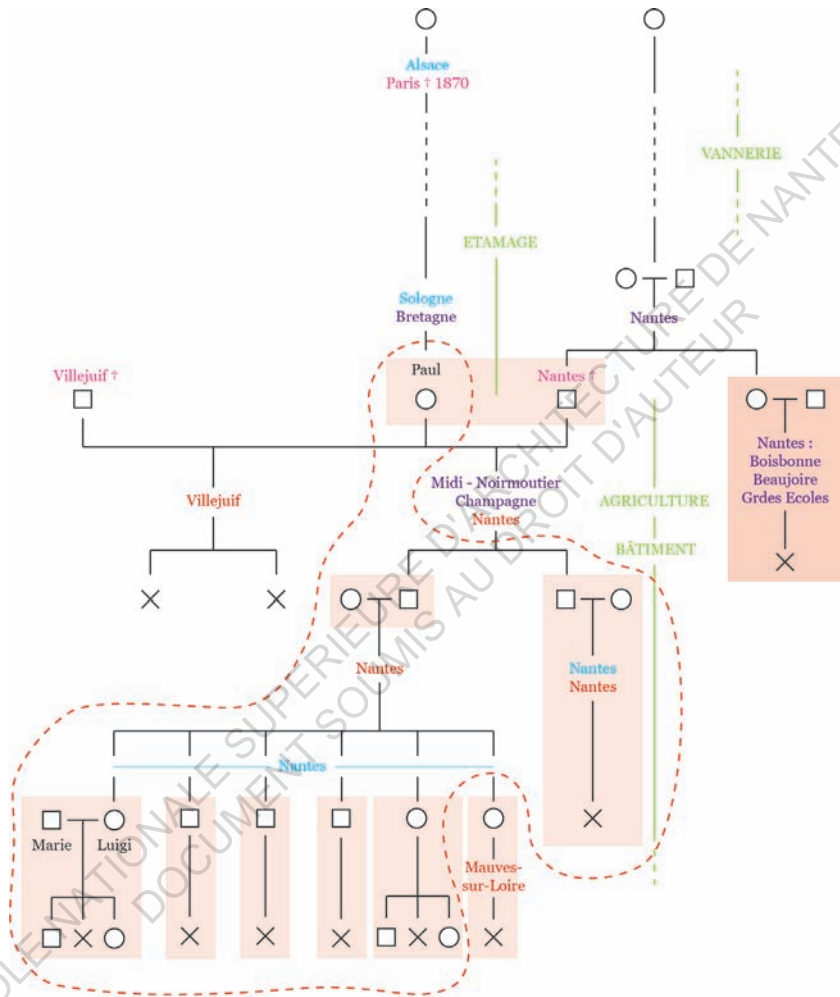 Alsace
Paris † 1870
VANNERIE
ETAMAGE
Sologne
Bretagne
Nantes
Villejuif †
Paul
Nantes †
Nantes :
Boisbonne
Beaujoire
Grdes Ecoles
Midi - Noirmoutier
Champagne
Nantes
Villejuif
AGRICULTURE
BÂTIMENT
Nantes
Nantes
Nantes
Nantes
Marie
Luigi
Mauves-
sur-Loire
ECOLE NATIONALE SUPERIEURE D'ARCHITECTURE DE NANTES
DOCUMENT SOUMIS AU DROIT D'AUTEUR